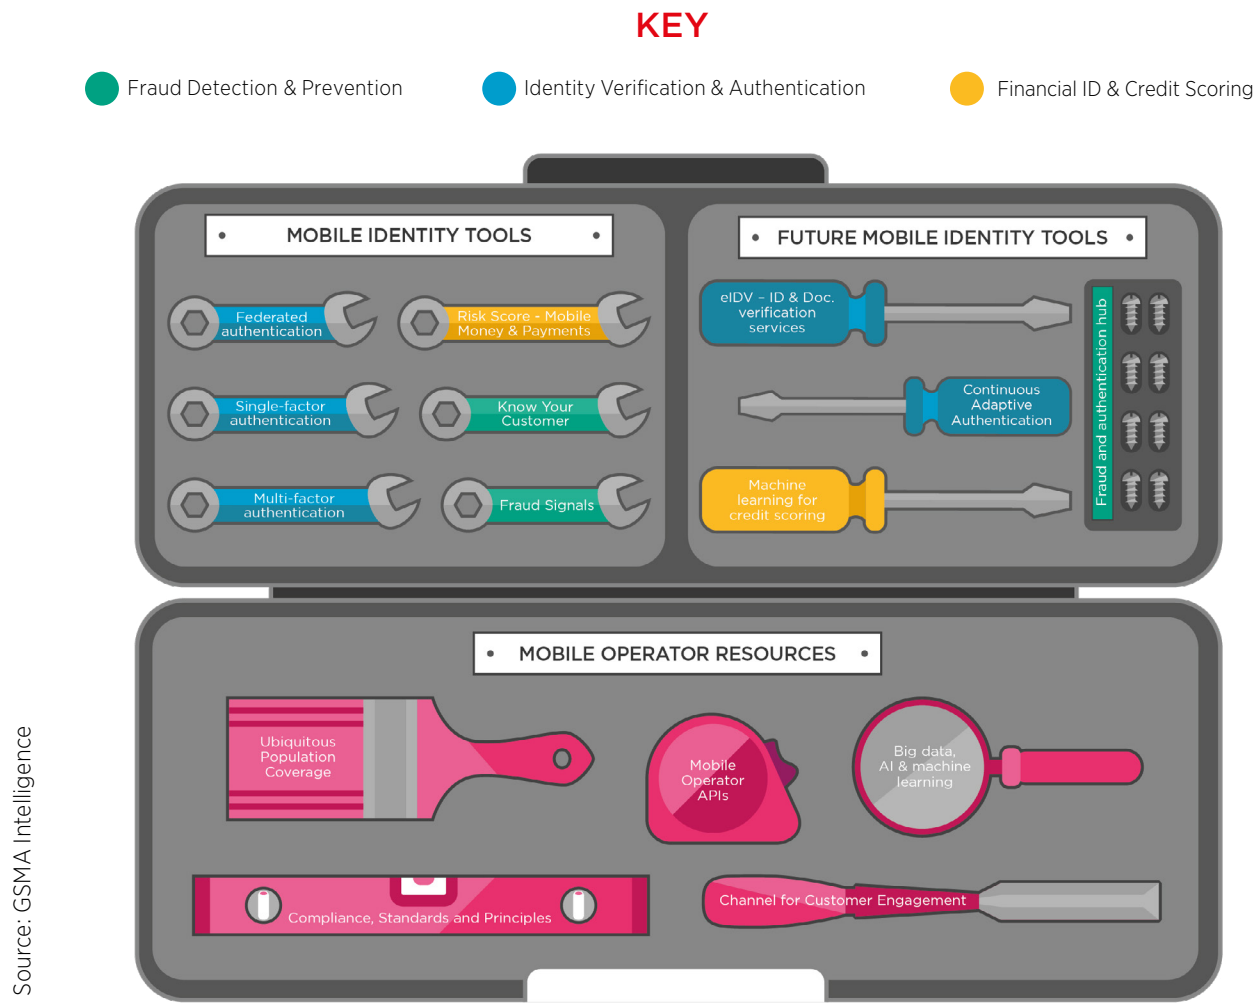 KEY
Fraud Detection & Prevention
Identity Verification & Authentication
Financial ID & Credit Scoring
MOBILE IDENTITY TOOLS
Federated
authentication
Risk Score - Mobile
Money & Payments
Single-factor
authentication
Know Your
Customer
Multi-factor
authentication
Fraud Signals
FUTURE MOBILE IDENTITY TOOLS
eIDV – ID & Doc.
verification
services
Continuous
Adaptive
Authentication
Machine
learning for
credit scoring
Fraud and authentication hub
MOBILE OPERATOR RESOURCES
Ubiquitous
Population
Coverage
Mobile
Operator
APIs
Big data,
AI & machine
learning
Compliance, Standards and Principles
Channel for Customer Engagement
Source: GSMA Intelligence